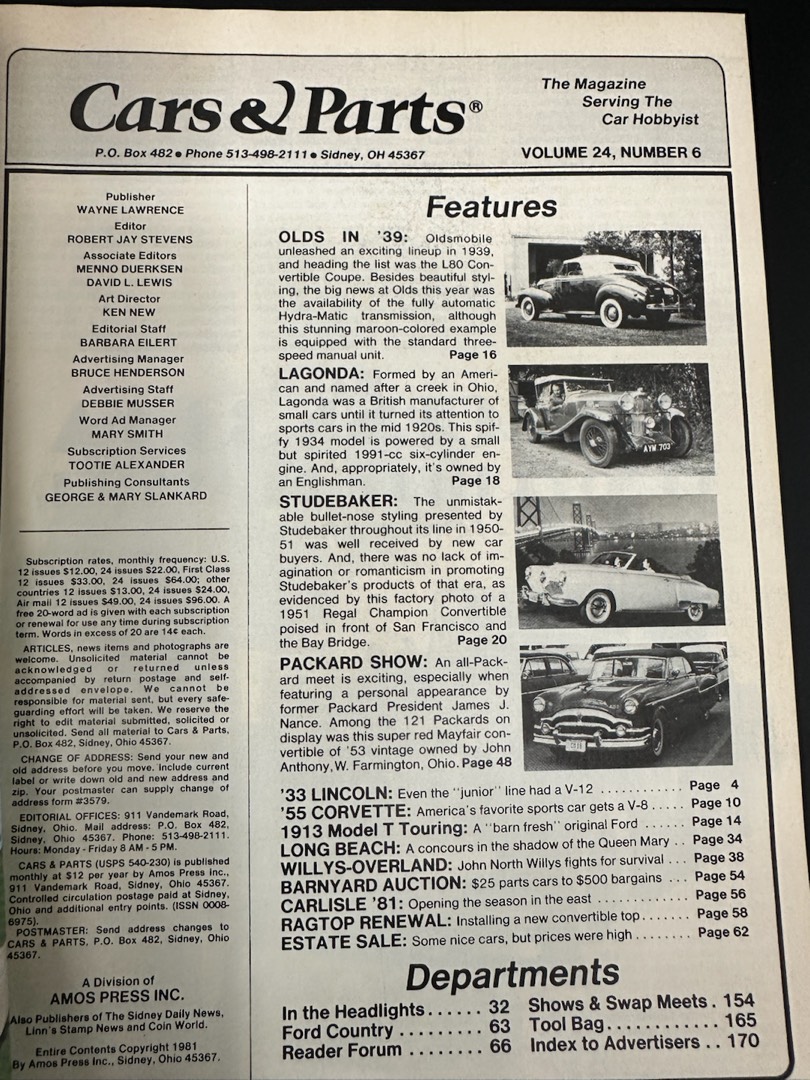 Cars & Parts®
The Magazine
Serving The
Car Hobbyist
P.O. Box 482 • Phone 513-498-2111 • Sidney, OH 45367
VOLUME 24, NUMBER 6
Publisher
WAYNE LAWRENCE
Editor
ROBERT JAY STEVENS
Associate Editors
MENNO DUERKSEN
DAVID L. LEWIS
Art Director
KEN NEW
Editorial Staff
BARBARA EILERT
Advertising Manager
BRUCE HENDERSON
Advertising Staff
DEBBIE MUSSER
Word Ad Manager
MARY SMITH
Subscription Services
TOOTIE ALEXANDER
Publishing Consultants
GEORGE & MARY SLANKARD
Subscription rates, monthly frequency: U.S.
12 issues $12.00, 24 issues $22.00, First Class
12 issues $33.00, 24 issues $64.00; other
countries 12 issues $13.00, 24 issues $24.00,
Air mail 12 issues $49.00, 24 issues $96.00. A
free 20-word ad is given with each subscription
or renewal for use any time during subscription
term. Words in excess of 20 are 14¢ each.
ARTICLES, news items and photographs are
welcome. Unsolicited material cannot be
acknowledged or returned unless
accompanied by return postage and self-
addressed envelope. We cannot be
responsible for material sent, but every safe-
guarding effort will be taken. We reserve the
right to edit material submitted, solicited or
unsolicited. Send all material to Cars & Parts,
P.O. Box 482, Sidney, Ohio 45367.
CHANGE OF ADDRESS: Send your new and
old address before you move. Include current
label or write down old and new address and
zip. Your postmaster can supply change of
address form #3579.
EDITORIAL OFFICES: 911 Vandemark Road,
Sidney, Ohio. Mail address: P.O. Box 482,
Sidney, Ohio 45367. Phone: 513-498-2111.
Hours: Monday - Friday 8 AM - 5 PM.
CARS & PARTS (USPS 540-230) is published
monthly at $12 per year by Amos Press Inc.,
911 Vandemark Road, Sidney, Ohio 45367.
Controlled circulation postage paid at Sidney,
Ohio and additional entry points. (ISSN 0008-
6975).
POSTMASTER: Send address changes to
CARS & PARTS, P.O. Box 482, Sidney, Ohio
45367.
A Division of
AMOS PRESS INC.
Also Publishers of The Sidney Daily News,
Linn's Stamp News and Coin World.
Entire Contents Copyright 1981
By Amos Press Inc., Sidney, Ohio 45367.
Features
OLDS IN '39: Oldsmobile
unleashed an exciting lineup in 1939,
and heading the list was the L80 Con-
vertible Coupe. Besides beautiful styl-
ing, the big news at Olds this year was
the availability of the fully automatic
Hydra-Matic transmission, although
this stunning maroon-colored example
is equipped with the standard three-
speed manual unit. Page 16
LAGONDA: Formed by an Ameri-
can and named after a creek in Ohio,
Lagonda was a British manufacturer of
small cars until it turned its attention to
sports cars in the mid 1920s. This spif-
fy 1934 model is powered by a small
but spirited 1991-cc six-cylinder en-
gine. And, appropriately, it's owned by
an Englishman. Page 18
AYW 703
STUDEBAKER: The unmistak-
able bullet-nose styling presented by
Studebaker throughout its line in 1950-
51 was well received by new car
buyers. And, there was no lack of im-
agination or romanticism in promoting
Studebaker's products of that era, as
evidenced by this factory photo of a
1951 Regal Champion Convertible
poised in front of San Francisco and
the Bay Bridge. Page 20
PACKARD SHOW: An all-Pack-
ard meet is exciting, especially when
featuring a personal appearance by
former Packard President James J.
Nance. Among the 121 Packards on
display was this super red Mayfair con-
vertible of '53 vintage owned by John
Anthony, W. Farmington, Ohio. Page 48
'33 LINCOLN: Even the "junior" line had a V-12 ............ Page 4
'55 CORVETTE: America's favorite sports car gets a V-8 ..... Page 10
1913 Model T Touring: A "barn fresh" original Ford ...... Page 14
LONG BEACH: A concours in the shadow of the Queen Mary .. Page 34
WILLYS-OVERLAND: John North Willys fights for survival ... Page 38
BARNYARD AUCTION: $25 parts cars to $500 bargains ... Page 54
CARLISLE '81: Opening the season in the east ............ Page 56
RAGTOP RENEWAL: Installing a new convertible top ....... Page 58
ESTATE SALE: Some nice cars, but prices were high ........ Page 62
Departments
In the Headlights ...... 32
Ford Country ......... 63
Reader Forum ........ 66
Shows & Swap Meets . 154
Tool Bag ........... 165
Index to Advertisers .. 170